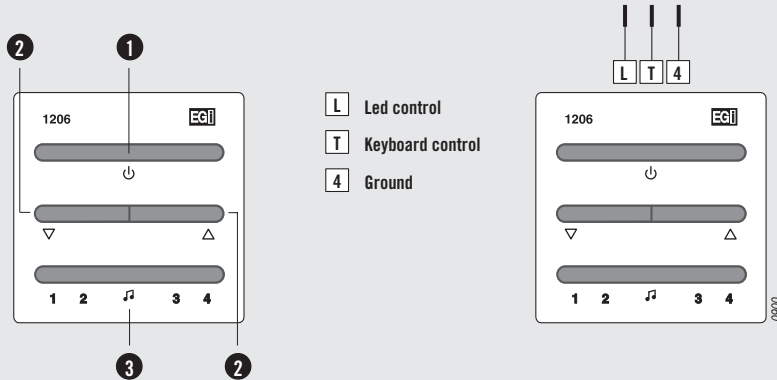 2 1
1206 EGi
1 2 3 4
3 2
L Led control
T Keyboard control
4 Ground
L T 4
1206 EGi
1 2 3 4
0900